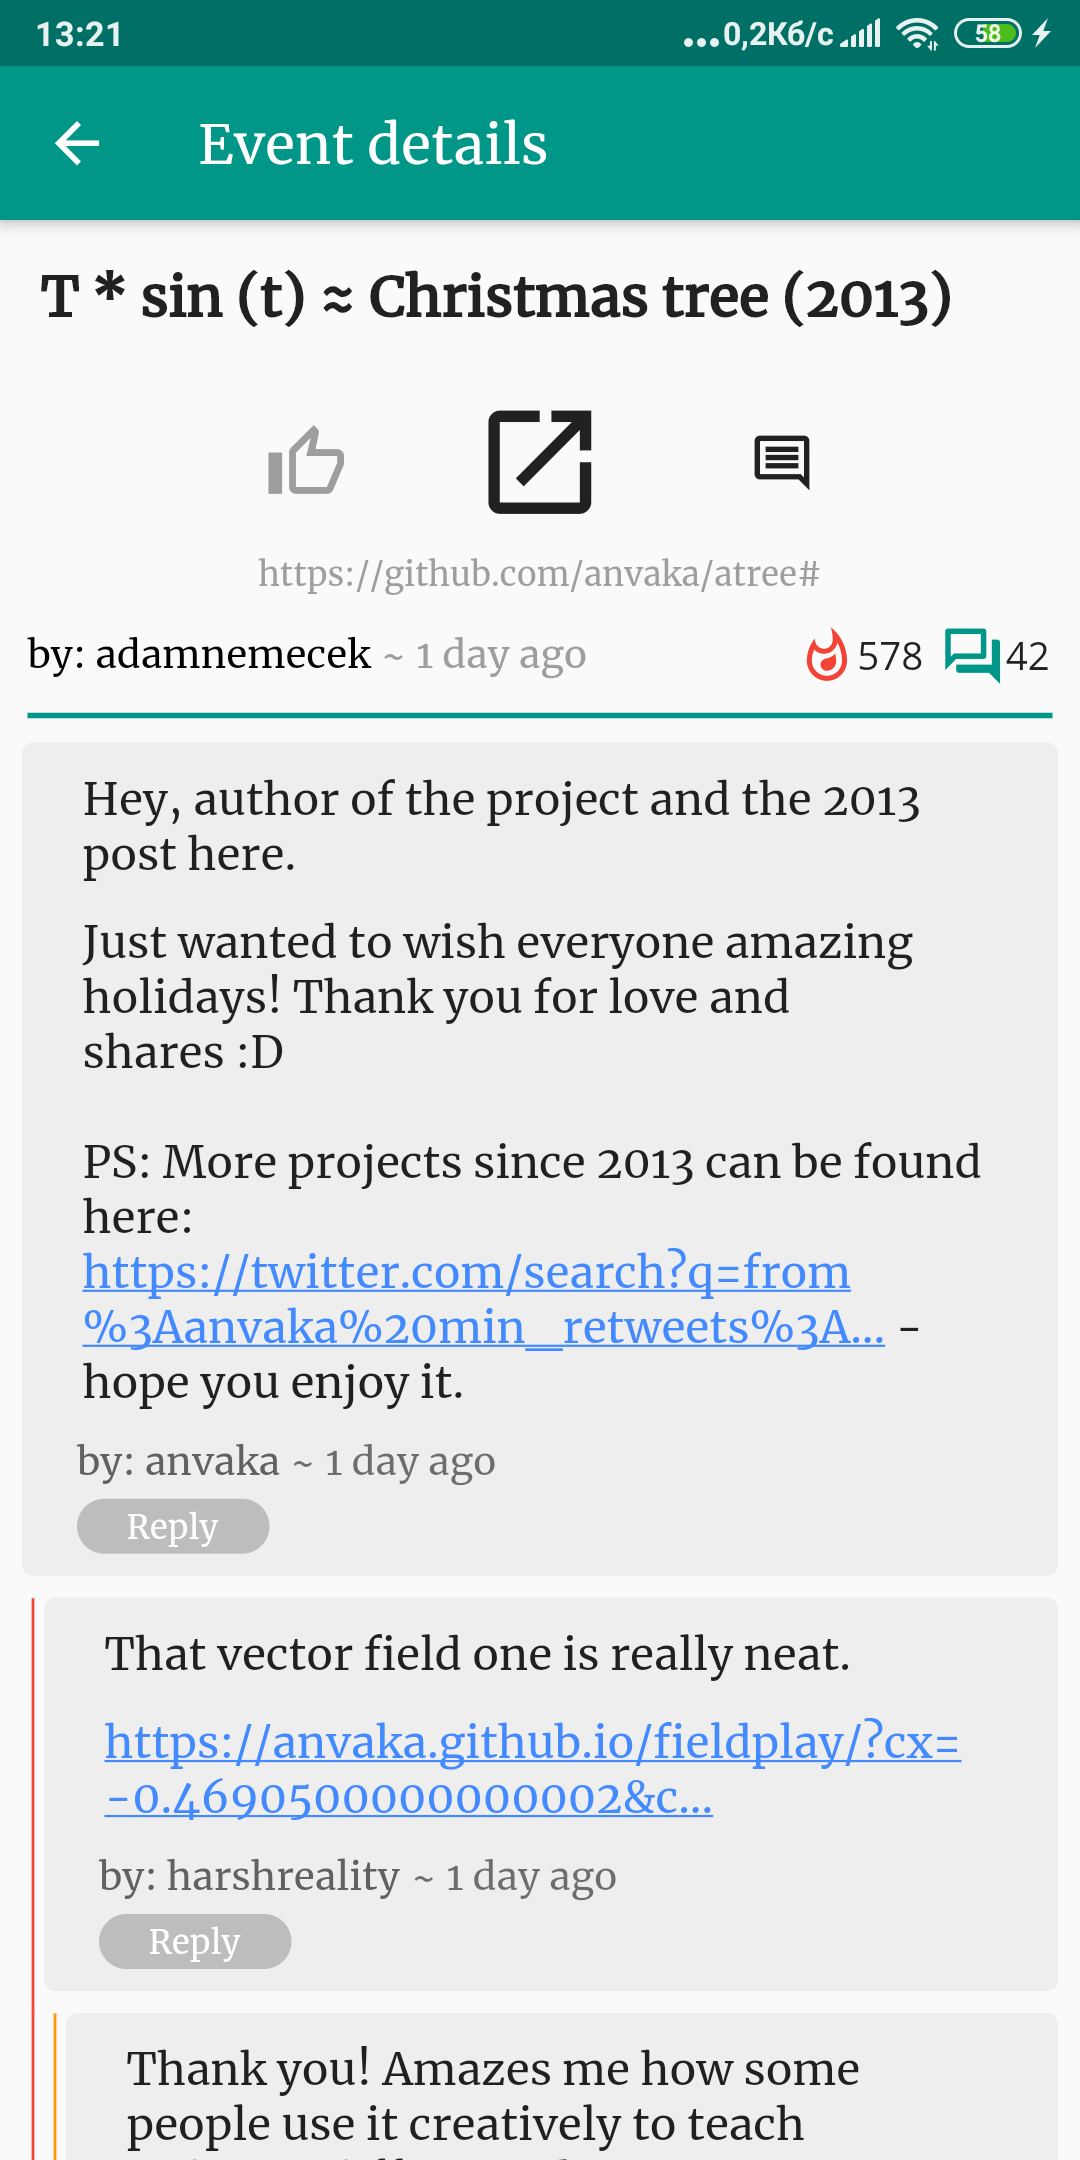 13:21
...0,2Кб/с
58
Event details
T * sin (t) ≈ Christmas tree (2013)
https://github.com/anvaka/atree#
by: adamnemecek ~ 1 day ago
578
42
Hey, author of the project and the 2013
post here.
Just wanted to wish everyone amazing
holidays! Thank you for love and
shares :D
PS: More projects since 2013 can be found
here:
https://twitter.com/search?q=from
%3Aanvaka%20min_retweets%3A... -
hope you enjoy it.
by: anvaka ~ 1 day ago
Reply
That vector field one is really neat.
https://anvaka.github.io/fieldplay/?cx=
-0.4690500000000002&c...
by: harshreality ~ 1 day ago
Reply
Thank you! Amazes me how some
people use it creatively to teach